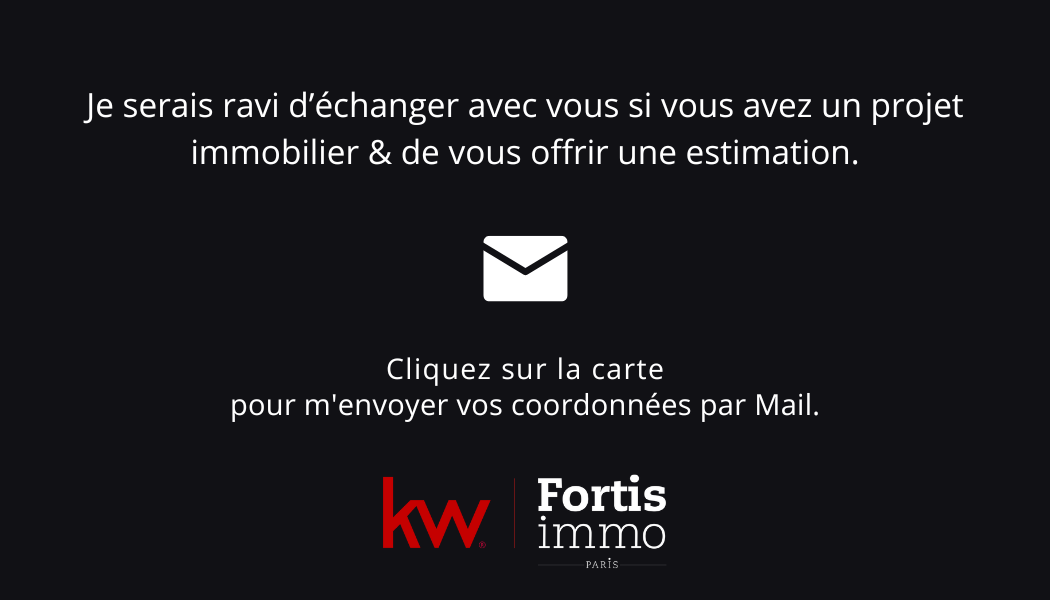 Je serais ravi d’échanger avec vous si vous avez un projet
immobilier & de vous offrir une estimation.
Cliquez sur la carte
pour m'envoyer vos coordonnées par Mail.
kw®
Fortis
immo
PARIS